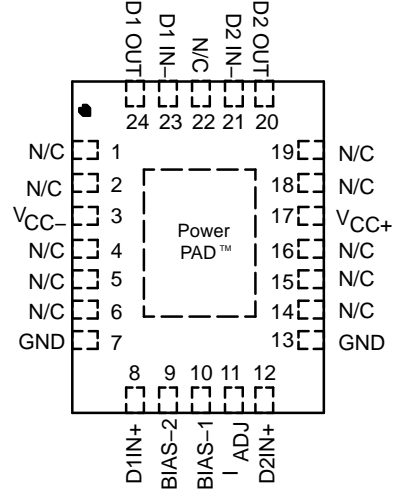 D1 OUT
D1 IN−
N/C
D2 IN−
D2 OUT
24 23 22 21 20
N/C 1 19 N/C
N/C 2 18 N/C
VCC− 3 17 VCC+
N/C 4 16 N/C
N/C 5 15 N/C
N/C 6 14 N/C
GND 7 13 GND
Power
PAD™
8 9 10 11 12
D1IN+
BIAS−2
BIAS−1
I ADJ
D2IN+